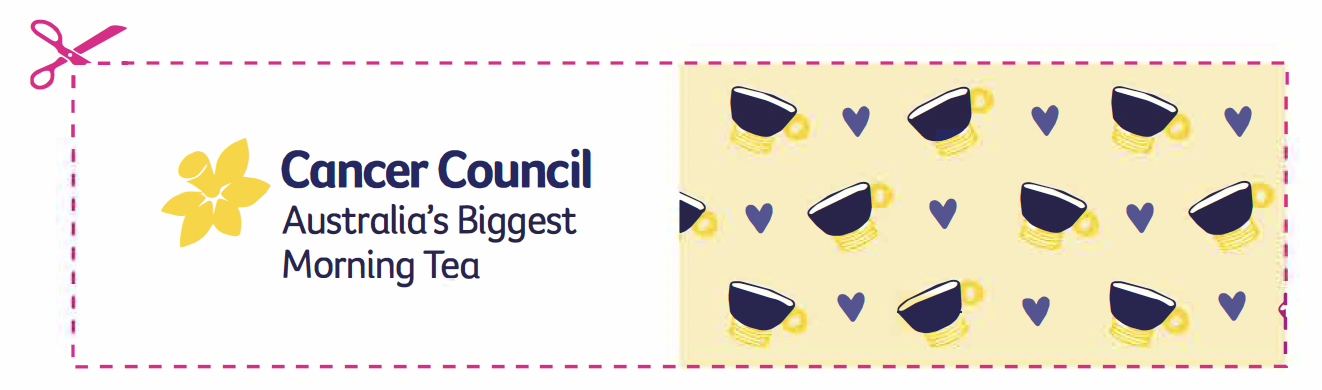 Cancer Council
Australia's Biggest
Morning Tea